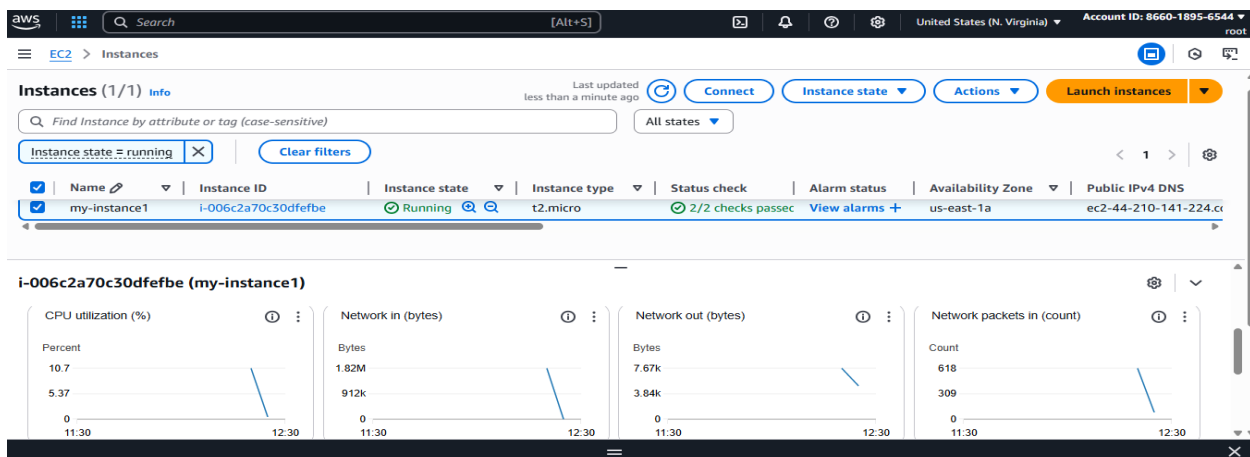 aws Search [Alt+S] United States (N. Virginia) Account ID: 8660-1895-6544
root
EC2 > Instances
Instances (1/1) Info Last updated less than a minute ago Connect Instance state Actions Launch instances
Find Instance by attribute or tag (case-sensitive) All states
Instance state = running Clear filters 1
Name Instance ID Instance state Instance type Status check Alarm status Availability Zone Public IPv4 DNS
my-instance1 i-006c2a70c30dfefbe Running t2.micro 2/2 checks passec View alarms + us-east-1a ec2-44-210-141-224.cc
i-006c2a70c30dfefbe (my-instance1)
CPU utilization (%) Network in (bytes) Network out (bytes) Network packets in (count)
Percent Bytes Bytes Count
10.7 1.82M 7.67k 618
5.37 912k 3.84k 309
0 0 0 0
11:30 12:30 11:30 12:30 11:30 12:30 11:30 12:30